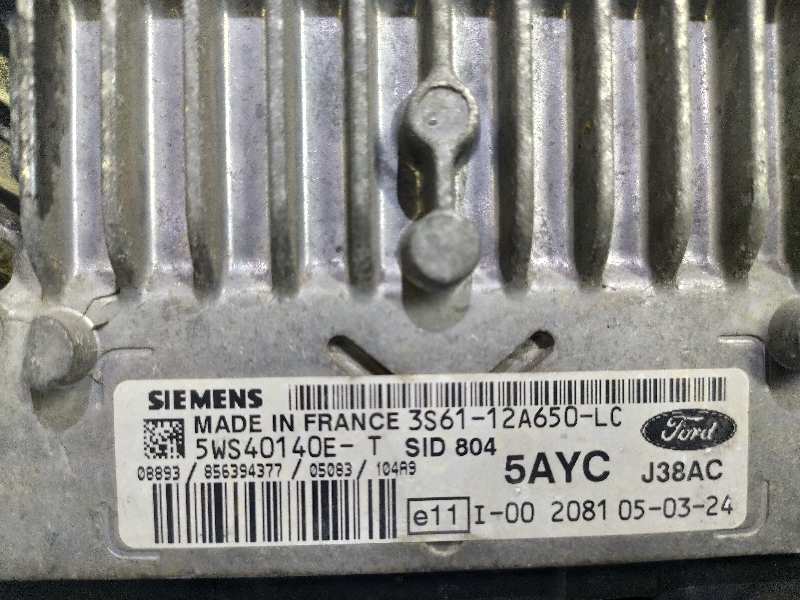 SIEMENS
MADE IN FRANCE 3S61-12A650-LC
5WS40140E- T SID 804
Ford
08893 / 856394377 / 05083 / 104A9
5AYC J38AC
e11 I-00 2081 05-03-24